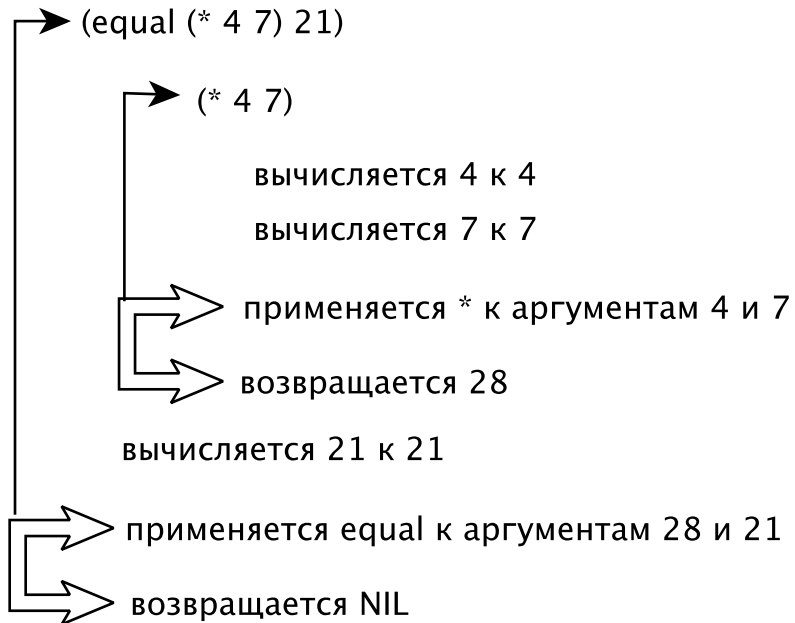 (equal (* 4 7) 21)
(* 4 7)
вычисляется 4 к 4
вычисляется 7 к 7
применяется * к аргументам 4 и 7
возвращается 28
вычисляется 21 к 21
применяется equal к аргументам 28 и 21
возвращается NIL